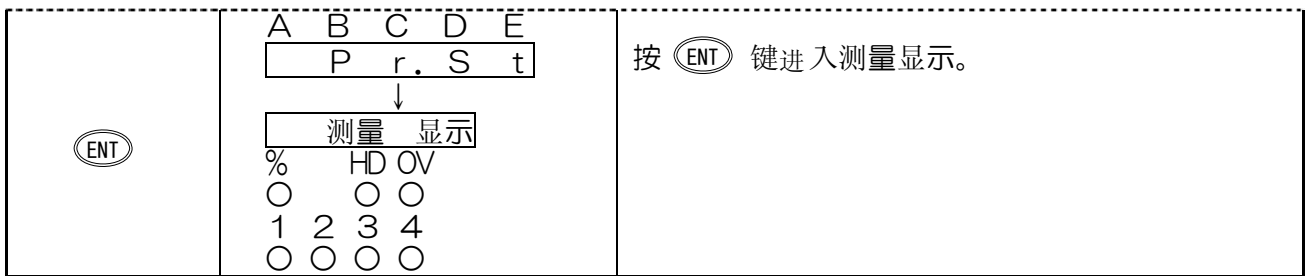 ENT
A B C D E
P r. S t
↓
测量 显示
% HD OV
○ ○ ○
1 2 3 4
○ ○ ○ ○
按 ENT 键进入测量显示。